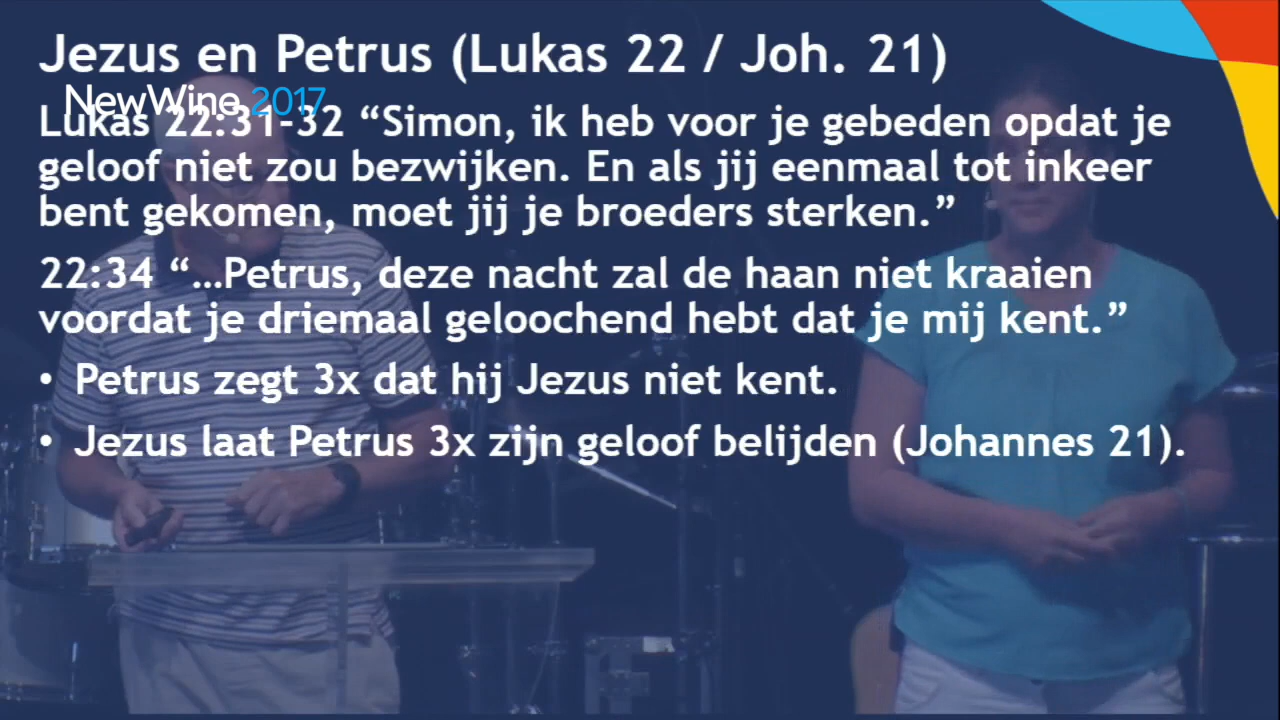 Jezus en Petrus (Lukas 22 / Joh. 21)
NewWine 2017
Lukas 22:31-32 “Simon, ik heb voor je gebeden opdat je
geloof niet zou bezwijken. En als jij eenmaal tot inkeer
bent gekomen, moet jij je broeders sterken.”
22:34 “…Petrus, deze nacht zal de haan niet kraaien
voordat je driemaal geloochend hebt dat je mij kent.”
• Petrus zegt 3x dat hij Jezus niet kent.
• Jezus laat Petrus 3x zijn geloof belijden (Johannes 21).